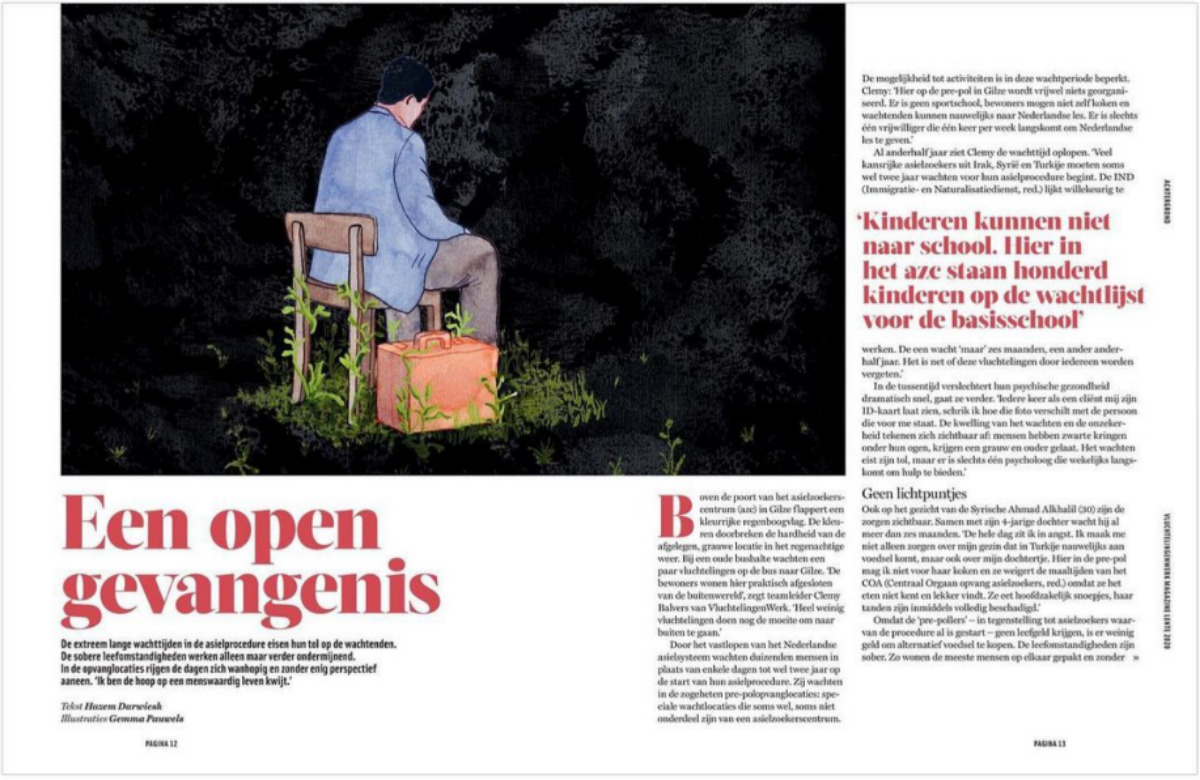 Een open
gevangenis
De extreem lange wachttijden in de asielprocedure eisen hun tol op de wachtenden.
De sobere leefomstandigheden werken alleen maar verder ondermijnend.
In de opvanglocaties rijgen de dagen zich wanhopig en zonder enig perspectief
aaneen. ‘Ik ben de hoop op een menswaardig leven kwijt.’
Tekst Hazem Darwiesh
Illustraties Gemma Pauwels
PAGINA 12
Boven de poort van het asielzoekers-
centrum (azc) in Gilze flappert een
kleurrijke regenboogvlag. De kleu-
ren doorbreken de hardheid van de
afgelegen, grauwe locatie in het regenachtige
weer. Bij een oude bushalte wachten een
paar vluchtelingen op de bus naar Gilze. ‘De
bewoners wonen hier praktisch afgesloten
van de buitenwereld’, zegt teamleider Clemy
Balvers van VluchtelingenWerk. ‘Heel weinig
vluchtelingen doen nog de moeite om naar
buiten te gaan.’
Door het vastlopen van het Nederlandse
asielsysteem wachten duizenden mensen in
plaats van enkele dagen tot wel twee jaar op
de start van hun asielprocedure. Zij wachten
in de zogeheten pre-polopvanglocaties: spe-
ciale wachtlocaties die soms wel, soms niet
onderdeel zijn van een asielzoekerscentrum.
De mogelijkheid tot activiteiten is in deze wachtperiode beperkt.
Clemy: ‘Hier op de pre-pol in Gilze wordt vrijwel niets georgani-
seerd. Er is geen sportschool, bewoners mogen niet zelf koken en
wachtenden kunnen nauwelijks naar Nederlandse les. Er is slechts
één vrijwilliger die één keer per week langskomt om Nederlandse
les te geven.’
Al anderhalf jaar ziet Clemy de wachttijd oplopen. ‘Veel
kansrijke asielzoekers uit Irak, Syrië en Turkije moeten soms
wel twee jaar wachten voor hun asielprocedure begint. De IND
(Immigratie- en Naturalisatiedienst, red.) lijkt willekeurig te
‘Kinderen kunnen niet
naar school. Hier in
het azc staan honderd
kinderen op de wachtlijst
voor de basisschool’
werken. De een wacht ‘maar’ zes maanden, een ander ander-
half jaar. Het is net of deze vluchtelingen door iedereen worden
vergeten.’
In de tussentijd verslechtert hun psychische gezondheid
dramatisch snel, gaat ze verder. ‘Iedere keer als een cliënt mij zijn
ID-kaart laat zien, schrik ik hoe die foto verschilt met de persoon
die voor me staat. De kwelling van het wachten en de onzeker-
heid tekenen zich zichtbaar af: mensen hebben zwarte kringen
onder hun ogen, krijgen een grauw en ouder gelaat. Het wachten
eist zijn tol, maar er is slechts één psycholoog die wekelijks langs-
komt om hulp te bieden.’
Geen lichtpuntjes
Ook op het gezicht van de Syrische Ahmad Alkhalil (30) zijn de
zorgen zichtbaar. Samen met zijn 4-jarige dochter wacht hij al
meer dan zes maanden. ‘De hele dag zit ik in angst. Ik maak me
niet alleen zorgen over mijn gezin dat in Turkije nauwelijks aan
voedsel komt, maar ook over mijn dochtertje. Hier in de pre-pol
mag ik niet voor haar koken en ze weigert de maaltijden van het
COA (Centraal Orgaan opvang asielzoekers, red.) omdat ze het
eten niet kent en lekker vindt. Ze eet hoofdzakelijk snoepjes, haar
tanden zijn inmiddels volledig beschadigd.’
Omdat de ‘pre-pollers’ – in tegenstelling tot asielzoekers waar-
van de procedure al is gestart – geen leefgeld krijgen, is er weinig
geld om alternatief voedsel te kopen. De leefomstandigheden zijn
sober. Zo wonen de meeste mensen op elkaar gepakt en zonder »
PAGINA 13
ACHTERGROND
VLUCHTELINGENWERK MAGAZINE LENTE 2020